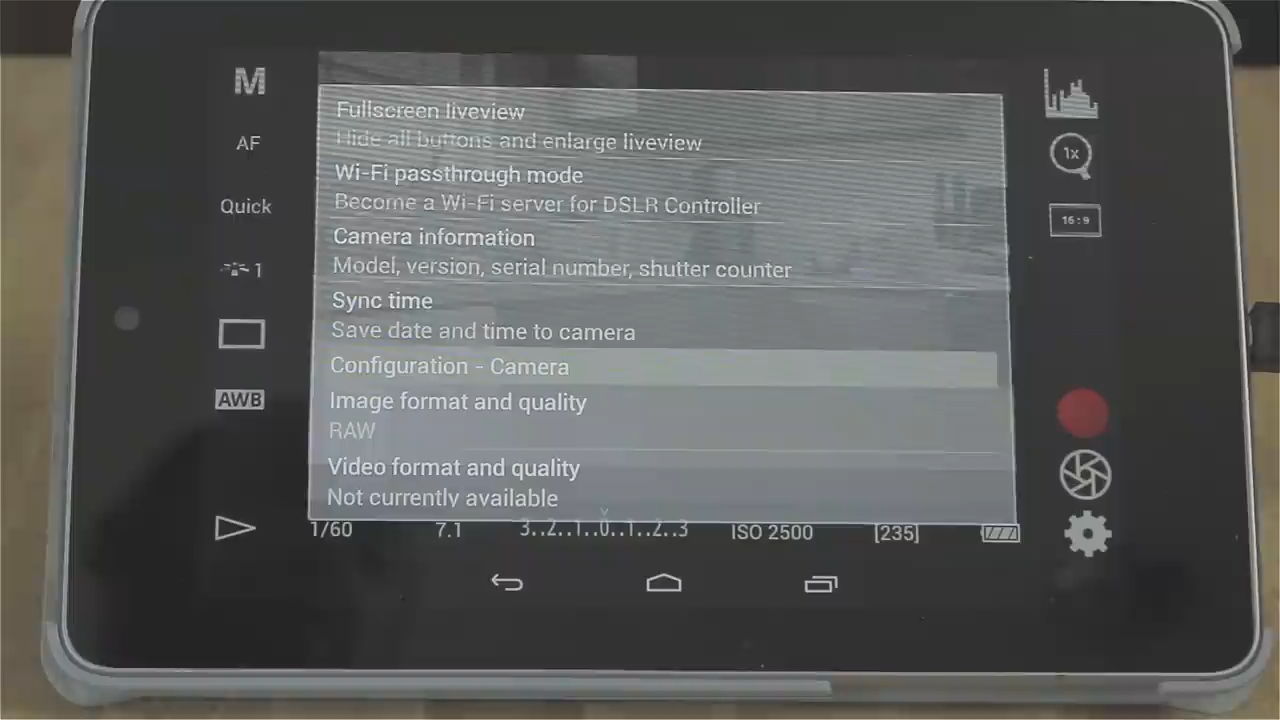 M
AF
Quick
1
AWB
Fullscreen liveview
Hide all buttons and enlarge liveview
Wi-Fi passthrough mode
Become a Wi-Fi server for DSLR Controller
Camera information
Model, version, serial number, shutter counter
Sync time
Save date and time to camera
Configuration - Camera
Image format and quality
RAW
Video format and quality
Not currently available
1x
16:9
1/60 7.1 3..2..1..0..1..2..3 ISO 2500 [235]